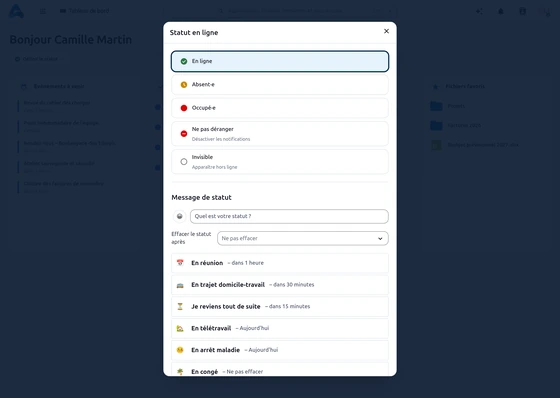 Bonjour Camille Martin
Statut en ligne
En ligne
Absent·e
Occupé·e
Ne pas déranger
Désactiver les notifications
Invisible
Apparaitre hors ligne
Message de statut
Quel est votre statut ?
Effacer le statut
après
Ne pas effacer
En réunion – dans 1 heure
En trajet domicile-travail – dans 30 minutes
Je reviens tout de suite – dans 15 minutes
En télétravail – Aujourd'hui
En arrêt maladie – Aujourd'hui
En congé – Ne pas effacer